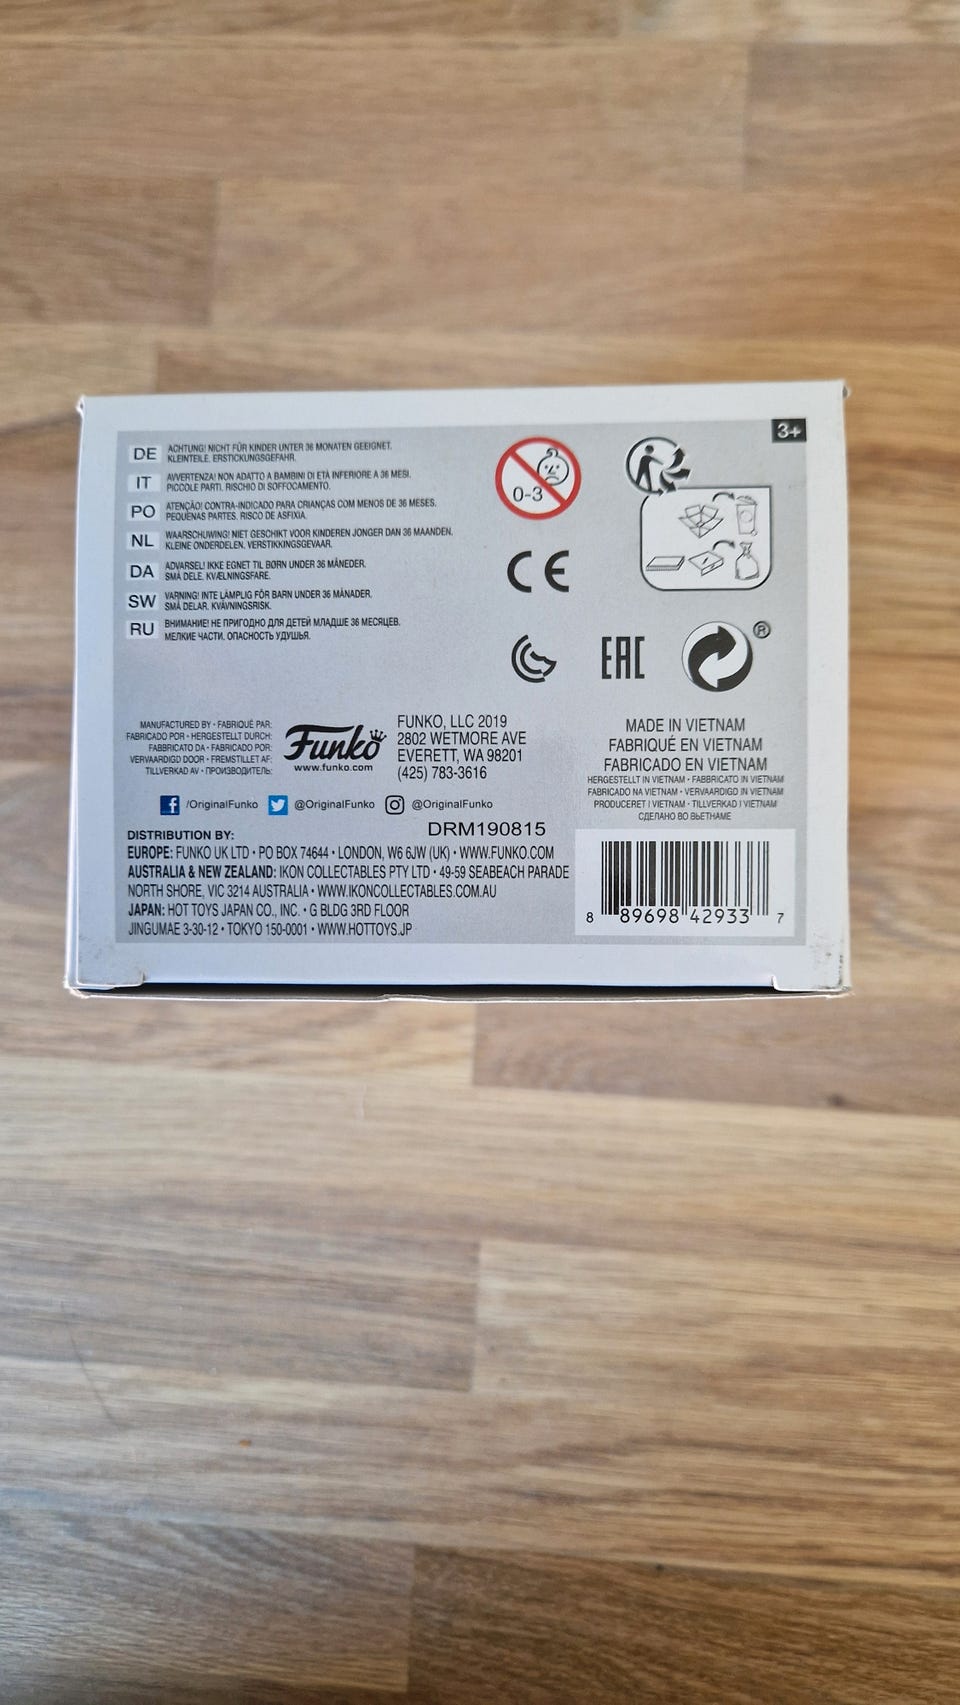 3+
DE ACHTUNG! NICHT FÜR KINDER UNTER 36 MONATEN GEEIGNET.
KLEINTEILE. ERSTICKUNGSGEFAHR.
IT AVVERTENZA! NON ADATTO A BAMBINI DI ETÀ INFERIORE A 36 MESI.
PICCOLE PARTI. RISCHIO DI SOFFOCAMENTO.
PO ATENÇÃO! CONTRA-INDICADO PARA CRIANÇAS COM MENOS DE 36 MESES.
PEQUENAS PARTES. RISCO DE ASFIXIA.
NL WAARSCHUWING! NIET GESCHIKT VOOR KINDEREN JONGER DAN 36 MAANDEN.
KLEINE ONDERDELEN. VERSTIKKINGSGEVAAR.
DA ADVARSEL! IKKE EGNET TIL BØRN UNDER 36 MÅNEDER.
SMÅ DELE. KVÆLNINGSFARE.
SW VARNING! INTE LÄMPLIG FÖR BARN UNDER 36 MÅNADER.
SMÅ DELAR. KVÄVNINGSRISK.
RU ВНИМАНИЕ! НЕ ПРИГОДНО ДЛЯ ДЕТЕЙ МЛАДШЕ 36 МЕСЯЦЕВ.
МЕЛКИЕ ЧАСТИ. ОПАСНОСТЬ УДУШЬЯ.
0-3
CE
EAC
®
MANUFACTURED BY • FABRIQUÉ PAR:
FABRICADO POR • HERGESTELLT DURCH:
FABBRICATO DA • FABRICADO POR:
VERVAARDIGD DOOR • FREMSTILLET AF:
TILLVERKAD AV • ПРОИЗВОДИТЕЛЬ:
Funko
www.funko.com
FUNKO, LLC 2019
2802 WETMORE AVE
EVERETT, WA 98201
(425) 783-3616
MADE IN VIETNAM
FABRIQUÉ EN VIETNAM
FABRICADO EN VIETNAM
HERGESTELLT IN VIETNAM • FABBRICATO IN VIETNAM
FABRICADO NA VIETNAM • VERVAARDIGD IN VIETNAM
PRODUCERET I VIETNAM • TILLVERKAD I VIETNAM
СДЕЛАНО ВО ВЬЕТНАМЕ
/OriginalFunko @OriginalFunko @OriginalFunko
DRM190815
DISTRIBUTION BY:
EUROPE: FUNKO UK LTD • PO BOX 74644 • LONDON, W6 6JW (UK) • WWW.FUNKO.COM
AUSTRALIA & NEW ZEALAND: IKON COLLECTABLES PTY LTD • 49-59 SEABEACH PARADE
NORTH SHORE, VIC 3214 AUSTRALIA • WWW.IKONCOLLECTABLES.COM.AU
JAPAN: HOT TOYS JAPAN CO., INC. • G BLDG 3RD FLOOR
JINGUMAE 3-30-12 • TOKYO 150-0001 • WWW.HOTTOYS.JP
8 89698 42933 7